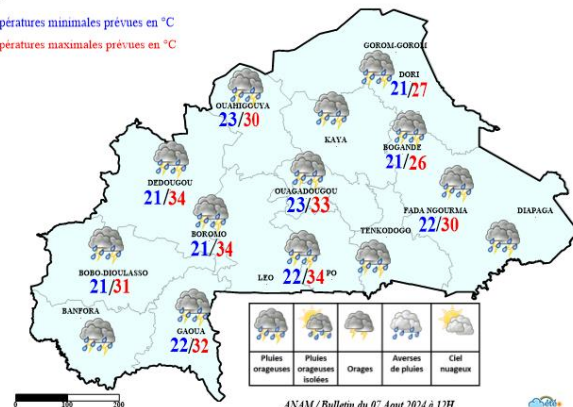 pératures minimales prévues en °C
pératures maximales prévues en °C
GOROM-GOROM
DORI
21/27
OUAHIGOUYA
23/30
KAYA
BOGANDE
21/26
DEDOUGOU
21/34
OUAGADOUGOU
23/33
FADA NGOURMA
22/30
DIAPAGA
BOROMO
21/34
TENKODOGO
BOBO-DIOULASSO
21/31
LEO
22/34
PO
BANFORA
GAOUA
22/32
Pluies orageuses
Pluies orageuses isolées
Orages
Averses de pluies
Ciel nuageux
0 100 200
ANAM / Bulletin du 07 Aout 2024 à 12H